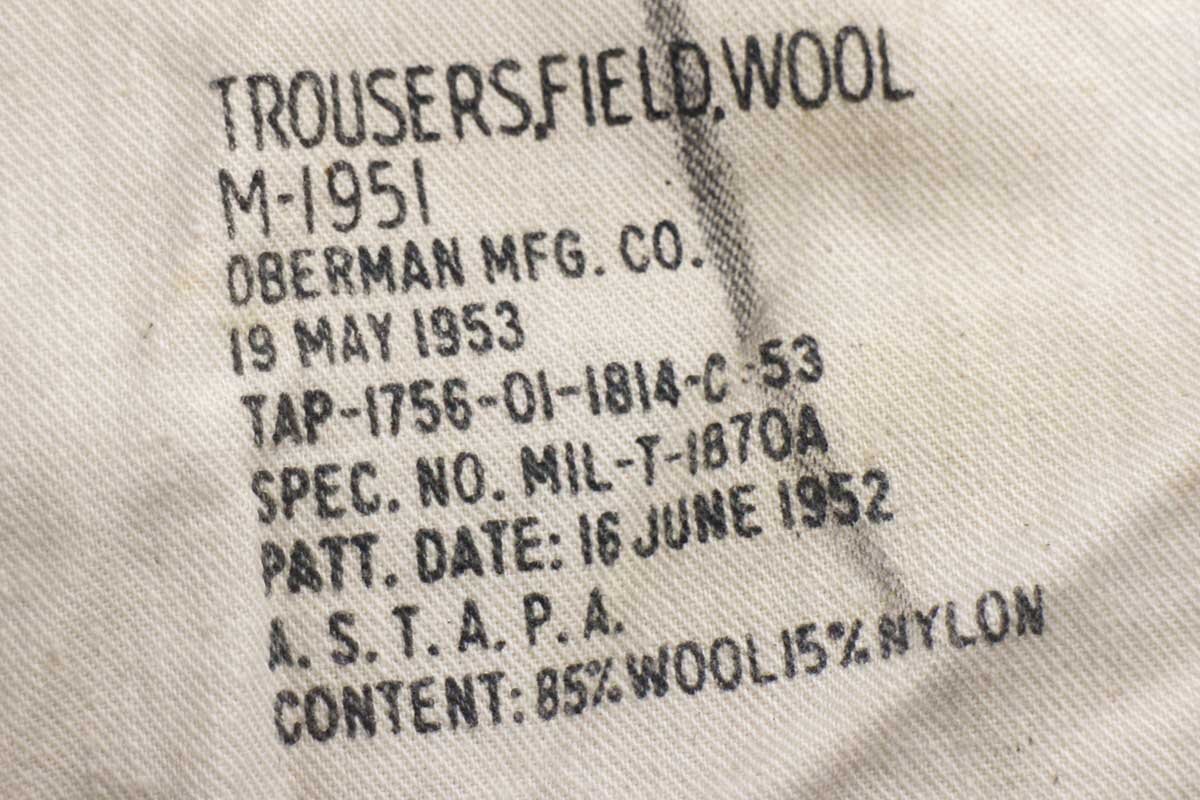 TROUSERS,FIELD,WOOL
M-1951
OBERMAN MFG. CO.
19 MAY 1953
TAP-1756-01-1814-C-53
SPEC. NO. MIL-T-1870A
PATT. DATE: 16 JUNE 1952
A. S. T. A. P. A.
CONTENT: 85% WOOL 15% NYLON